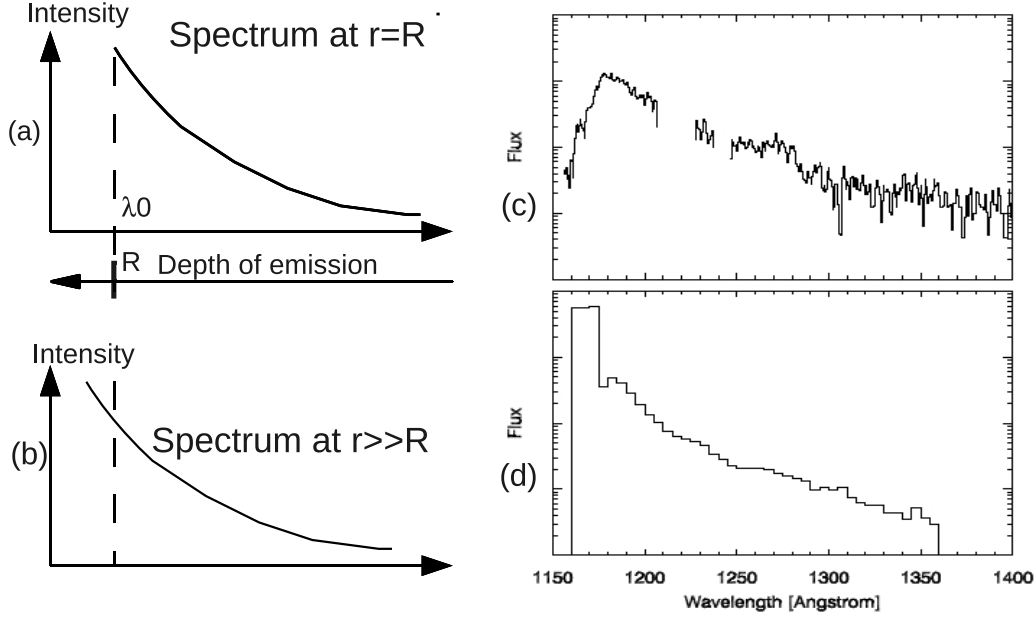 Intensity
Spectrum at r=R
(a)
λ0
R Depth of emission
Intensity
Spectrum at r>>R
(b)
Flux
(c)
Flux
(d)
1150 1200 1250 1300 1350 1400
Wavelength [Angstrom]